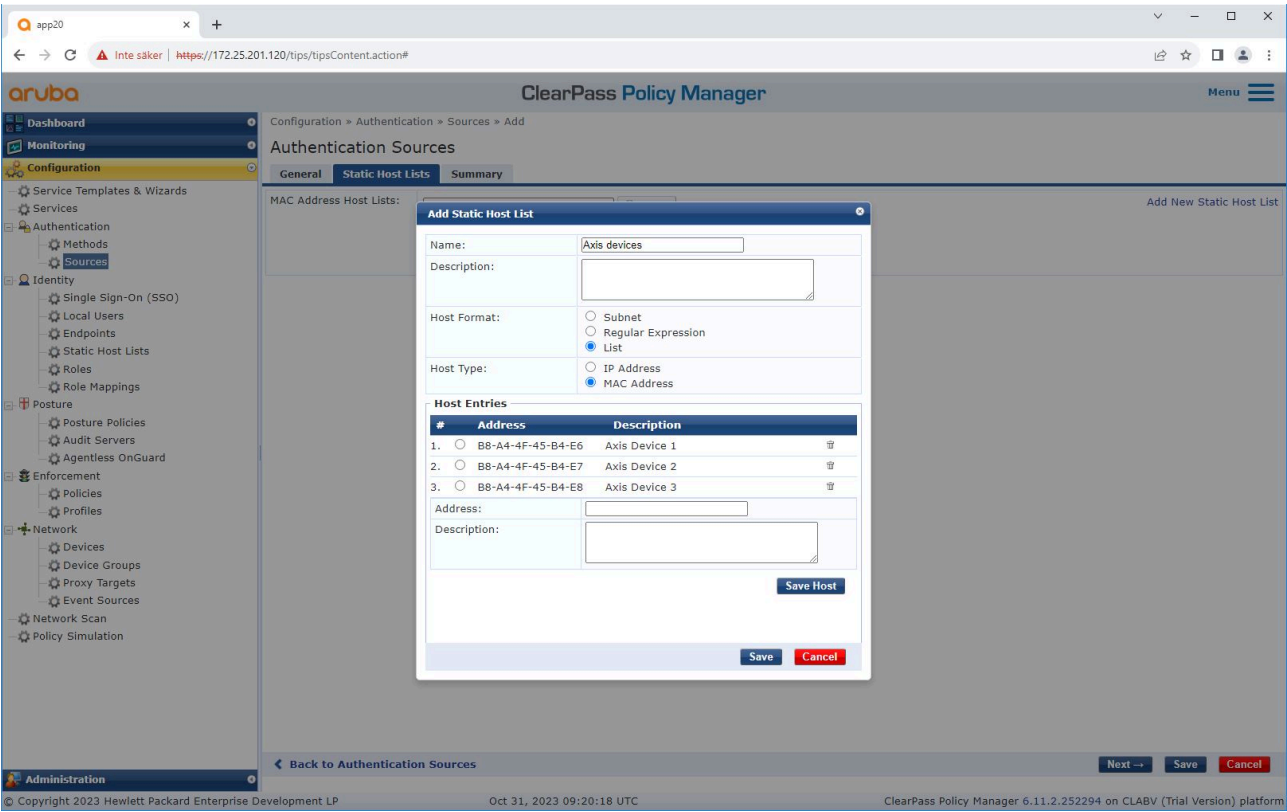 app20
Inte säker | https://172.25.201.120/tips/tipsContent.action#
aruba
ClearPass Policy Manager
Menu
Dashboard
Monitoring
Configuration
Service Templates & Wizards
Services
Authentication
Methods
Sources
Identity
Single Sign-On (SSO)
Local Users
Endpoints
Static Host Lists
Roles
Role Mappings
Posture
Posture Policies
Audit Servers
Agentless OnGuard
Enforcement
Policies
Profiles
Network
Devices
Device Groups
Proxy Targets
Event Sources
Network Scan
Policy Simulation
Administration
Configuration » Authentication » Sources » Add
Authentication Sources
General Static Host Lists Summary
MAC Address Host Lists:
Add New Static Host List
Add Static Host List
Name: Axis devices
Description:
Host Format: Subnet
Regular Expression
List
Host Type: IP Address
MAC Address
Host Entries
# Address Description
1. B8-A4-4F-45-B4-E6 Axis Device 1
2. B8-A4-4F-45-B4-E7 Axis Device 2
3. B8-A4-4F-45-B4-E8 Axis Device 3
Address:
Description:
Save Host
Save Cancel
Back to Authentication Sources
Next → Save Cancel
© Copyright 2023 Hewlett Packard Enterprise Development LP Oct 31, 2023 09:20:18 UTC ClearPass Policy Manager 6.11.2.252294 on CLABV (Trial Version) platform